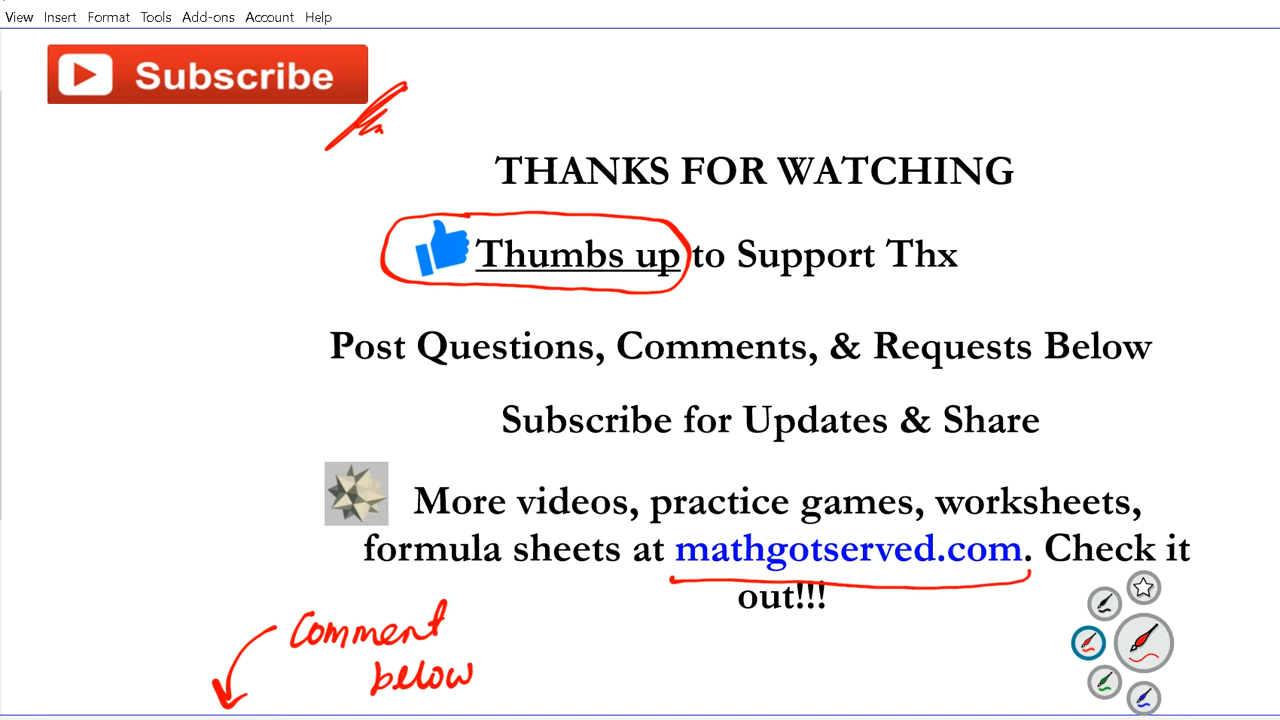 View Insert Format Tools Add-ons Account Help
Subscribe
THANKS FOR WATCHING
Thumbs up to Support Thx
Post Questions, Comments, & Requests Below
Subscribe for Updates & Share
More videos, practice games, worksheets,
formula sheets at mathgotserved.com. Check it
out!!!
Comment
below